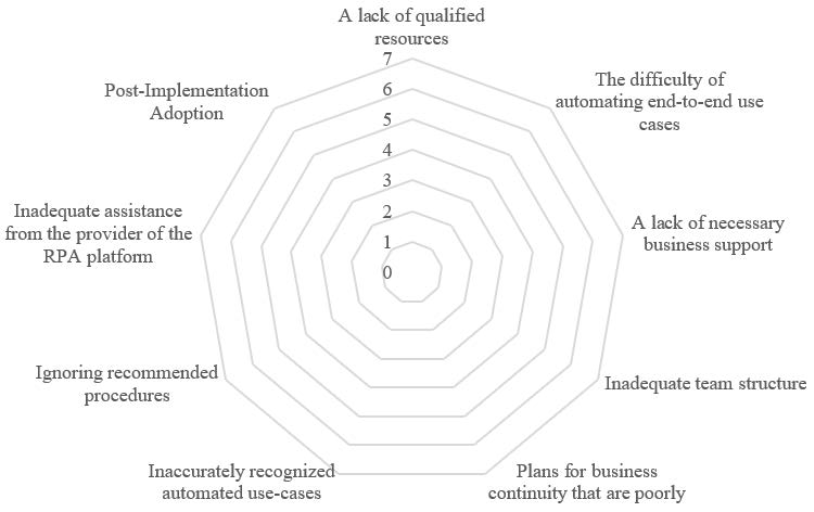 A lack of qualified
resources
7
6
5
4
3
2
1
0
The difficulty of
automating end-to-end use
cases
A lack of necessary
business support
Inadequate team structure
Plans for business
continuity that are poorly
Inaccurately recognized
automated use-cases
Ignoring recommended
procedures
Inadequate assistance
from the provider of the
RPA platform
Post-Implementation
Adoption